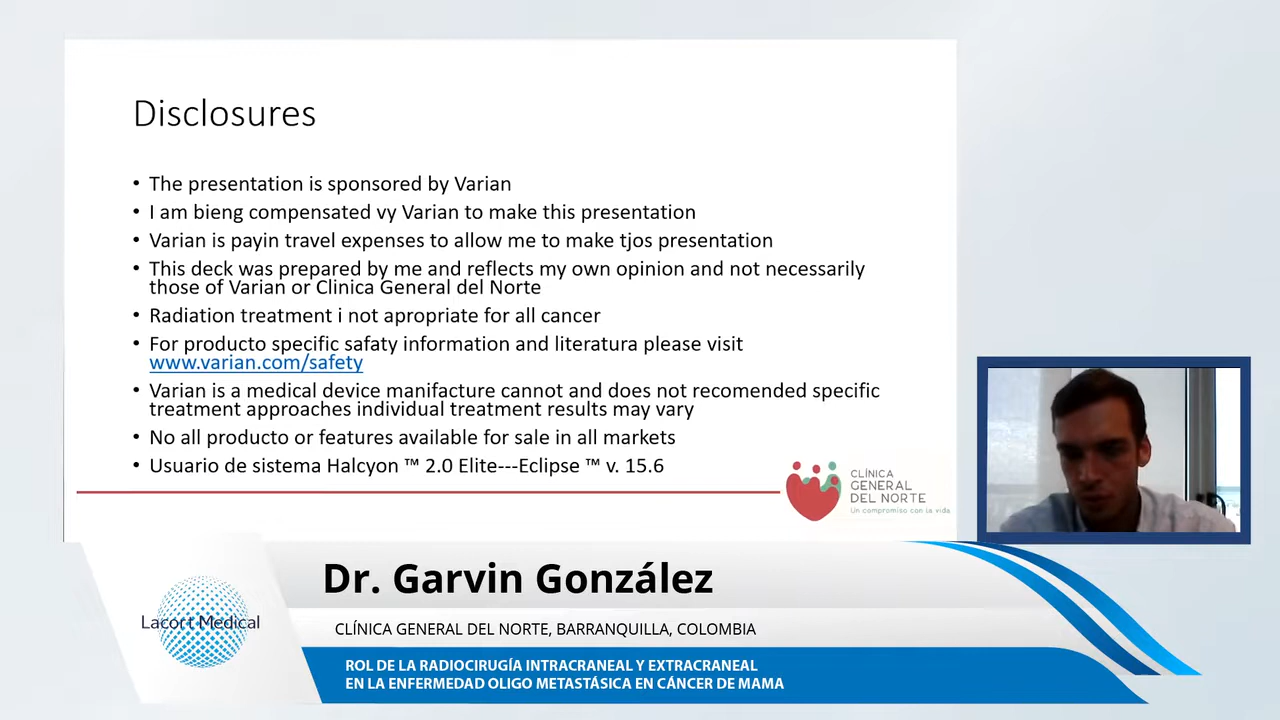 Disclosures
• The presentation is sponsored by Varian
• I am bieng compensated vy Varian to make this presentation
• Varian is payin travel expenses to allow me to make tjos presentation
• This deck was prepared by me and reflects my own opinion and not necessarily
those of Varian or Clinica General del Norte
• Radiation treatment i not apropriate for all cancer
• For producto specific safaty information and literatura please visit
www.varian.com/safety
• Varian is a medical device manifacture cannot and does not recomended specific
treatment approaches individual treatment results may vary
• No all producto or features available for sale in all markets
• Usuario de sistema Halcyon ™ 2.0 Elite---Eclipse ™ v. 15.6
CLÍNICA
GENERAL
DEL NORTE
Un compromiso con la vida
Dr. Garvin González
Lacort Medical
CLÍNICA GENERAL DEL NORTE, BARRANQUILLA, COLOMBIA
ROL DE LA RADIOCIRUGÍA INTRACRANEAL Y EXTRACRANEAL
EN LA ENFERMEDAD OLIGO METASTÁSICA EN CÁNCER DE MAMA